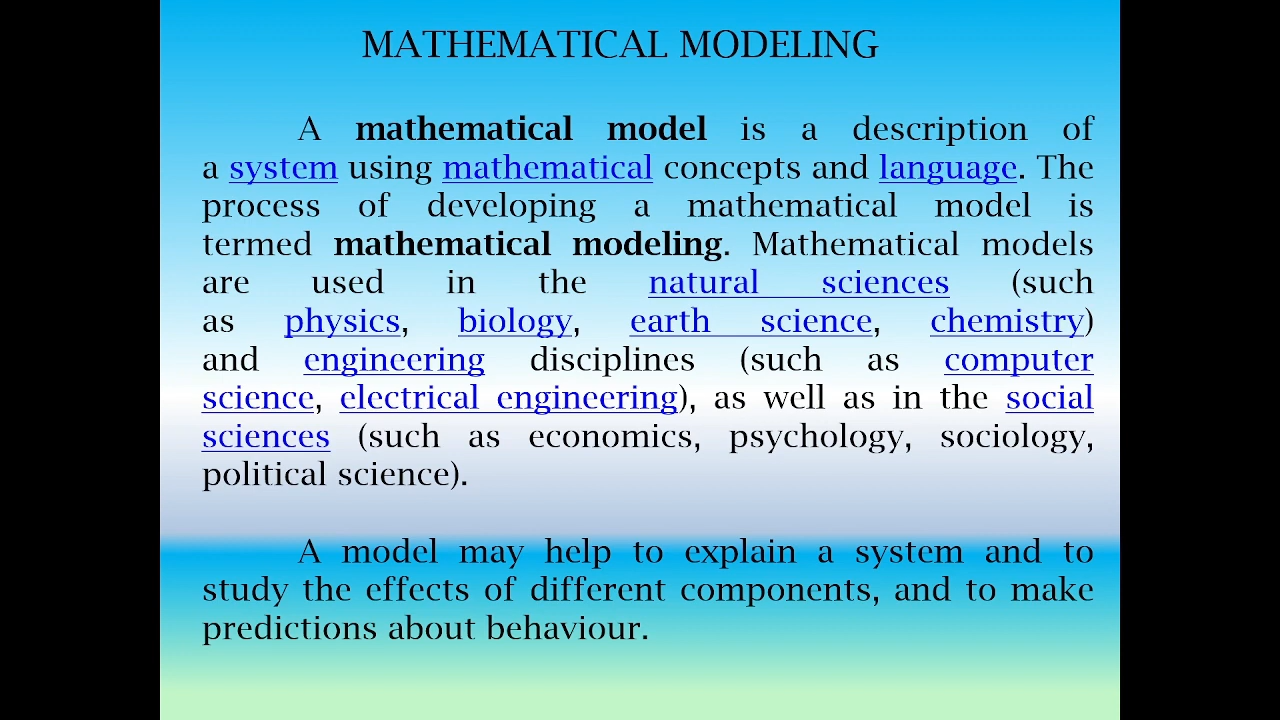 MATHEMATICAL MODELING
A mathematical model is a description of
a system using mathematical concepts and language. The
process of developing a mathematical model is
termed mathematical modeling. Mathematical models
are used in the natural sciences (such
as physics, biology, earth science, chemistry)
and engineering disciplines (such as computer
science, electrical engineering), as well as in the social
sciences (such as economics, psychology, sociology,
political science).
A model may help to explain a system and to
study the effects of different components, and to make
predictions about behaviour.